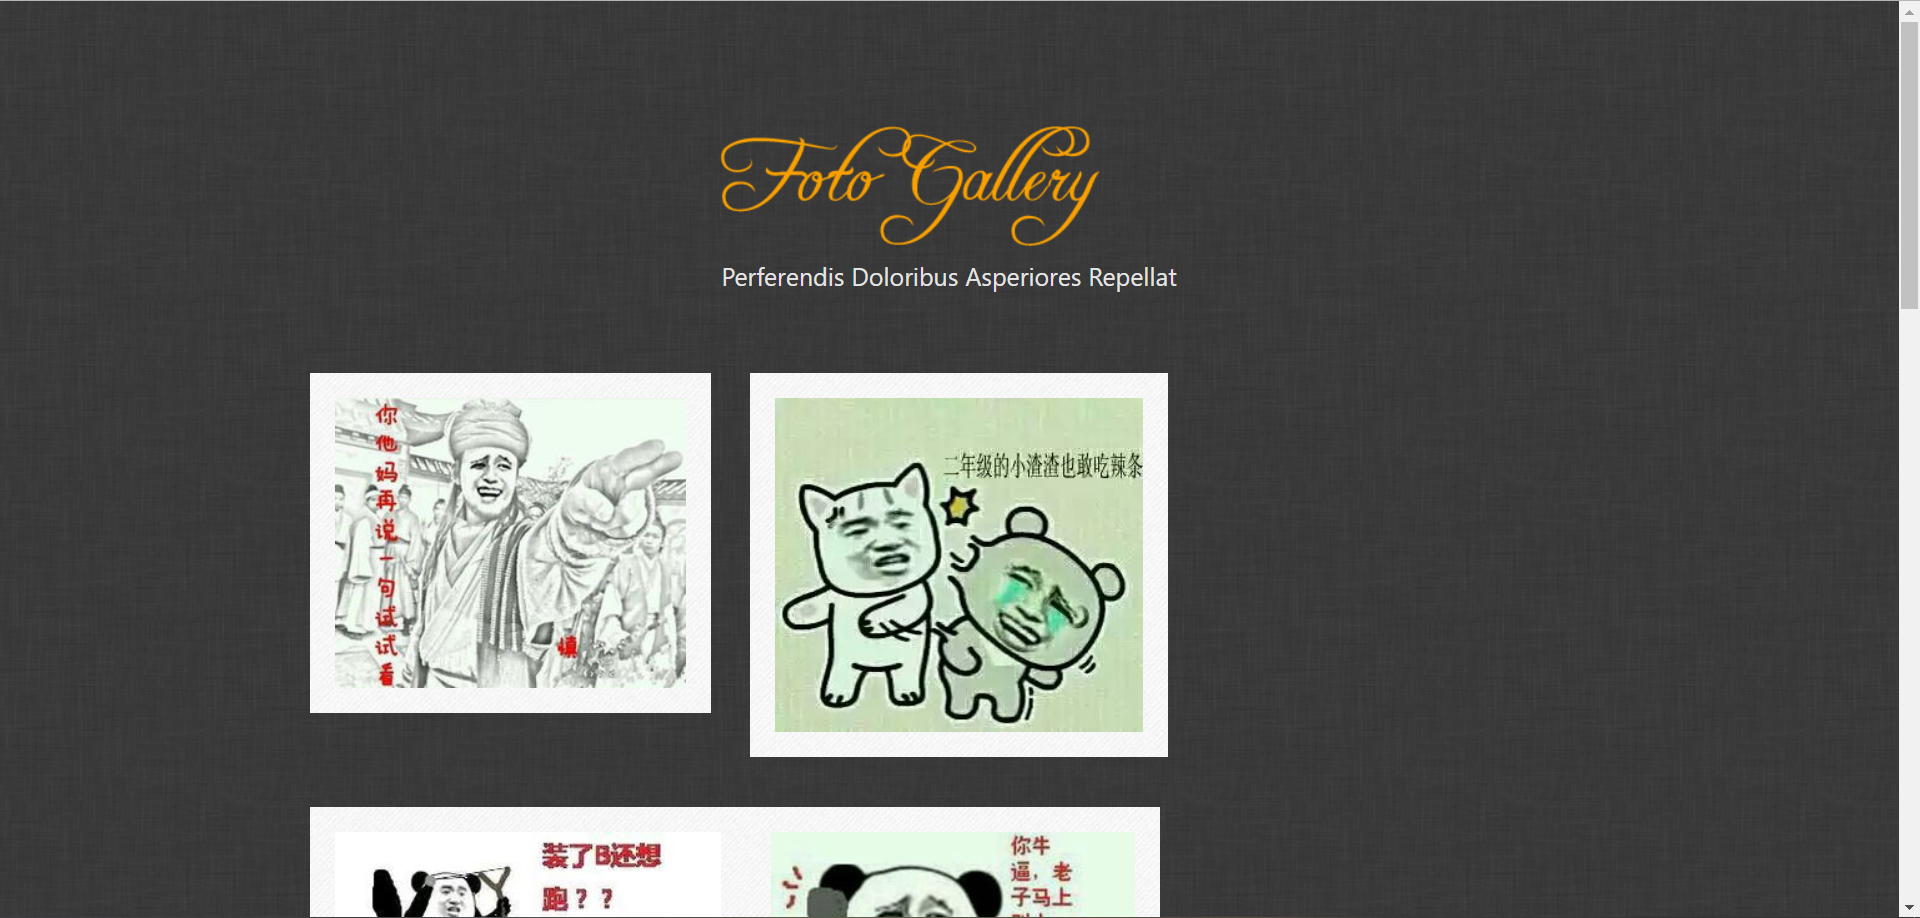 Foto Gallery
Perferendis Doloribus Asperiores Repellat
你他妈再说一句试试看
慎
二年级的小渣渣也敢吃辣条
装了B还想
跑？？
你牛
逼，老
子马上